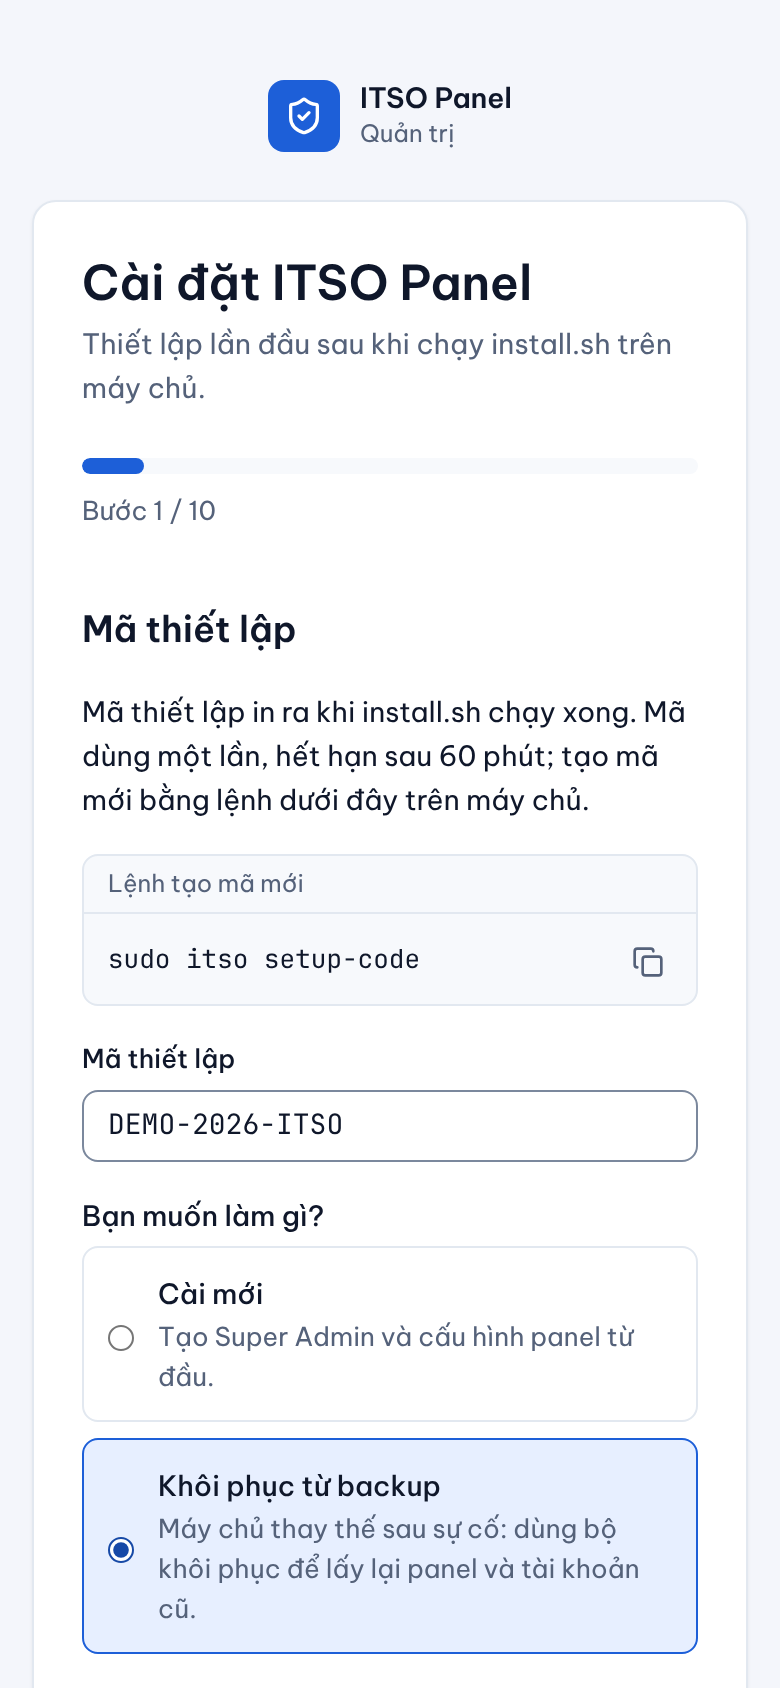 ITSO Panel
Quản trị
Cài đặt ITSO Panel
Thiết lập lần đầu sau khi chạy install.sh trên
máy chủ.
Bước 1 / 10
Mã thiết lập
Mã thiết lập in ra khi install.sh chạy xong. Mã
dùng một lần, hết hạn sau 60 phút; tạo mã
mới bằng lệnh dưới đây trên máy chủ.
Lệnh tạo mã mới
sudo itso setup-code
Mã thiết lập
DEMO-2026-ITSO
Bạn muốn làm gì?
Cài mới
Tạo Super Admin và cấu hình panel từ
đầu.
Khôi phục từ backup
Máy chủ thay thế sau sự cố: dùng bộ
khôi phục để lấy lại panel và tài khoản
cũ.